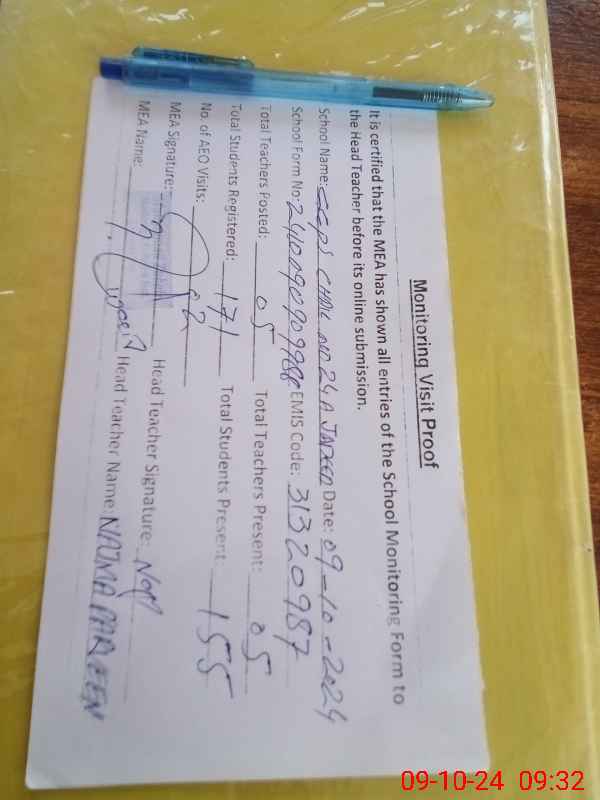 Monitoring Visit Proof
It is certified that the MEA has shown all entries of the School Monitoring Form to
the Head Teacher before its online submission.
School Name: GGPS CHAK NO 24 A JADEED Date: 09-10-2024
School Form No: EMIS Code: 31320987
Total Teachers Posted: 05 Total Teachers Present: 05
Total Students Registered: 171 Total Students Present: 155
No. of AEO Visits: 02
MEA Signature: Head Teacher Signature:
MEA Name: Head Teacher Name: NAJMA PARVEEN
09-10-24 09:32